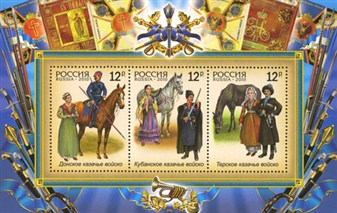 РОССИЯ 12 Р
RUSSIA • 2010
Донское казачье войско
РОССИЯ 12 Р
RUSSIA • 2010
Кубанское казачье войско
РОССИЯ 12 Р
RUSSIA • 2010
Терское казачье войско